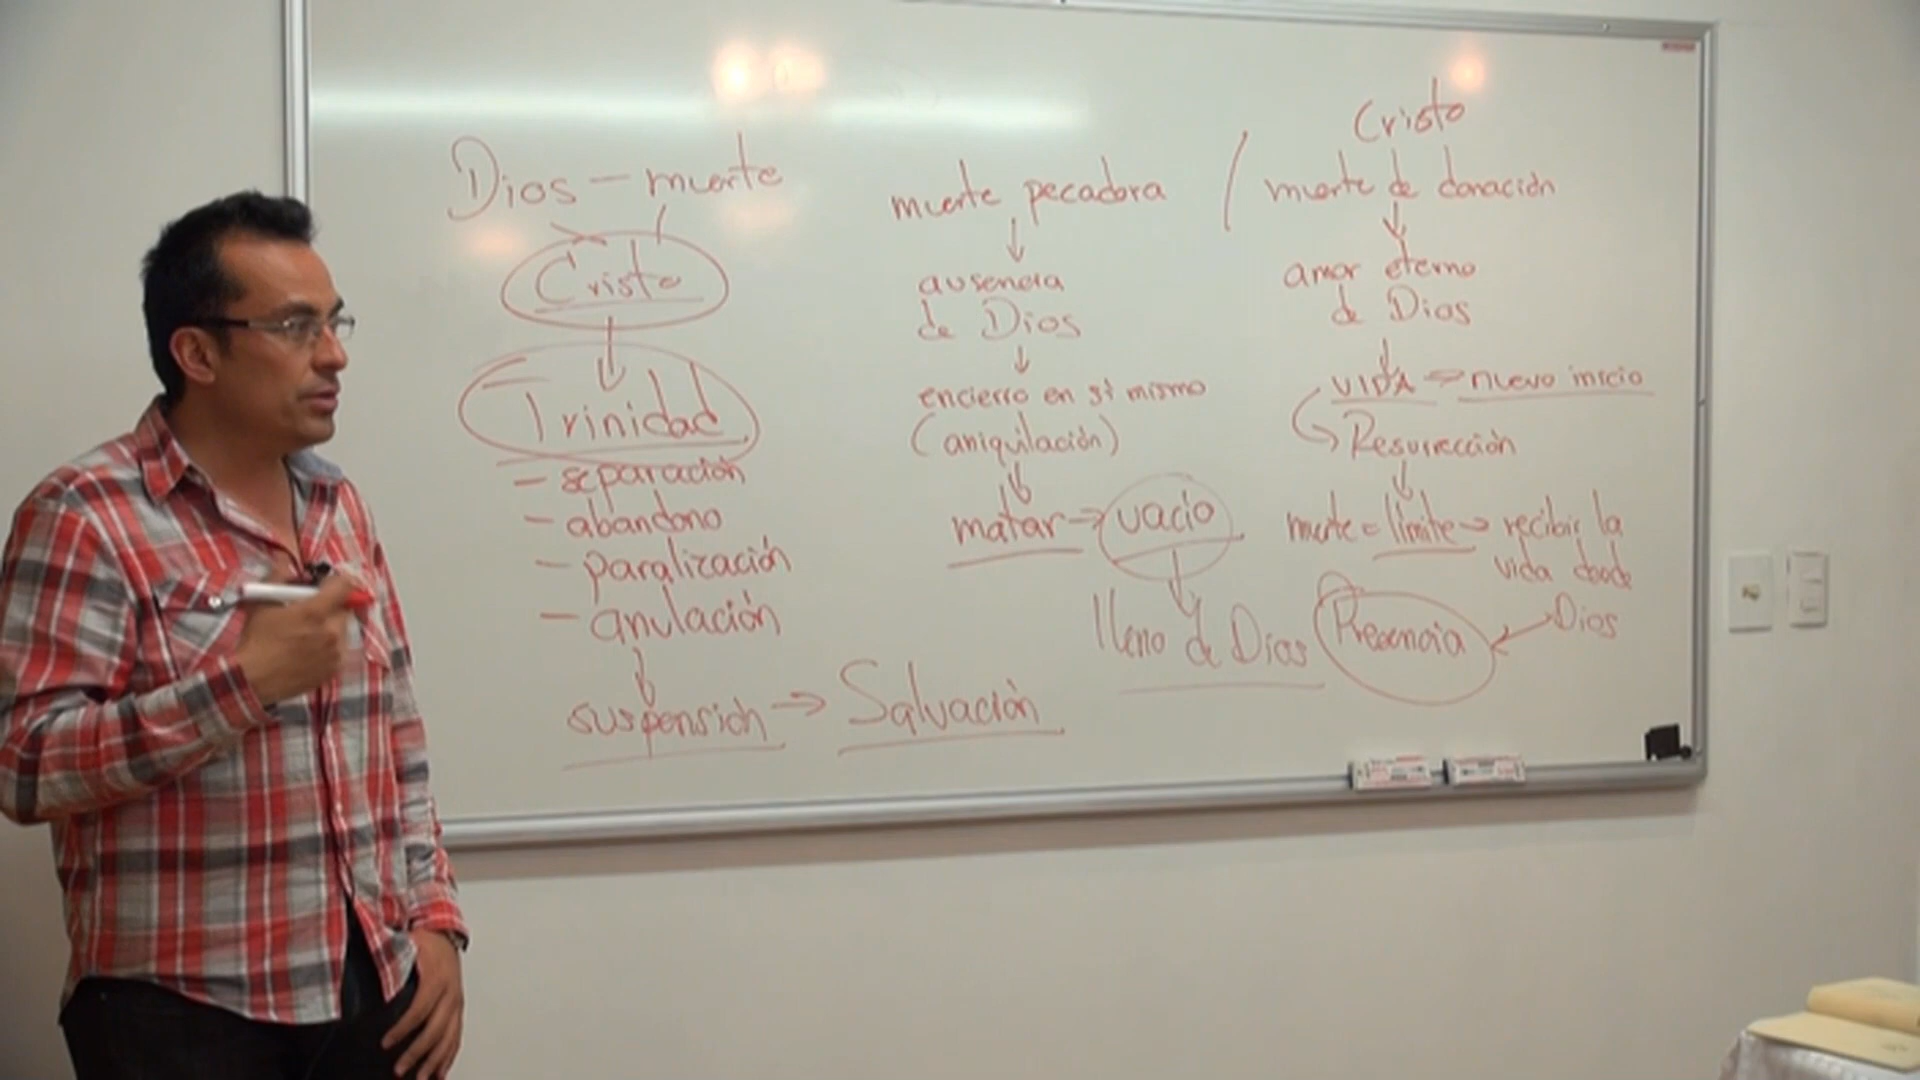 Dios — muerte
Cristo
Trinidad
- separación
- abandono
- paralización
- anulación
suspensión → Salvación
muerte pecadora /
↓
ausencia
de Dios
↓
encierro en sí mismo
(aniquilación)
↓
matar → vacío
↓
lleno de Dios
Cristo
muerte de donación
↓
amor eterno
de Dios
↓
VIDA → nuevo inicio
Resurrección
↓
muerte = límite → recibir la
vida desde
Dios
Presencia